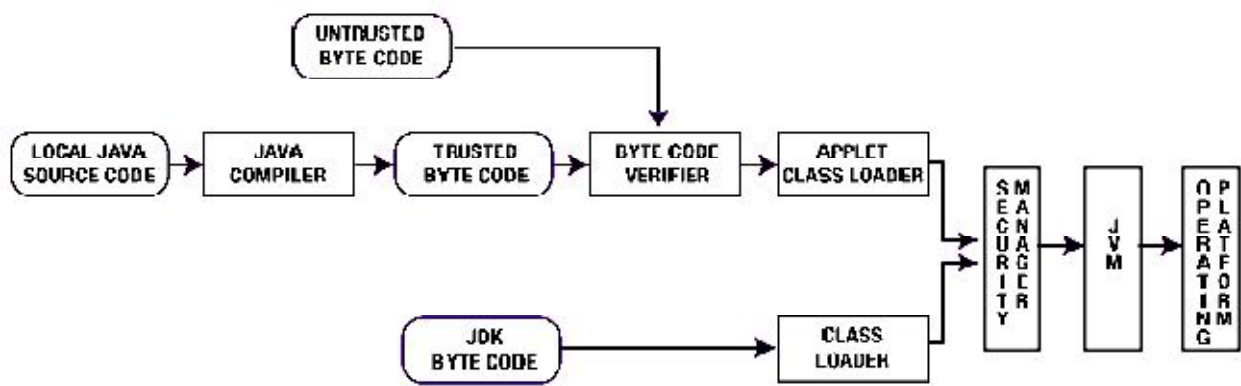 UNTRUSTED
BYTE CODE
LOCAL JAVA
SOURCE CODE
JAVA
COMPILER
TRUSTED
BYTE CODE
BYTE CODE
VERIFIER
APPLET
CLASS LOADER
SECURITY
MANAGER
JVM
OPERATING
PLATFORM
JDK
BYTE CODE
CLASS
LOADER